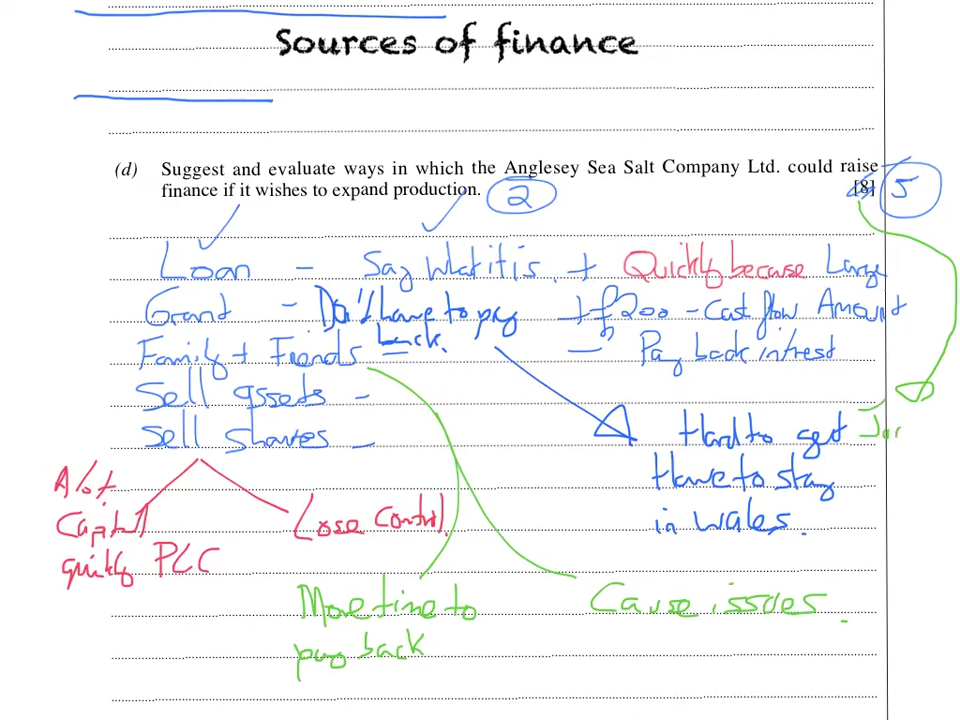 Sources of finance
(d) Suggest and evaluate ways in which the Anglesey Sea Salt Company Ltd. could raise
finance if it wishes to expand production. [8]
2
5
Loan - Say What it is. + Quickly because Large
Amount
Grant - Don't have to pay back. + £200 - Cash flow
Family + Friends - - Pay back intrest
Sell assets -
Sell shares -
Hard to get
Have to stay
in Wales.
A lot
Capital
quickly PLC
Lose Control.
More time to
pay back
Cause issues.